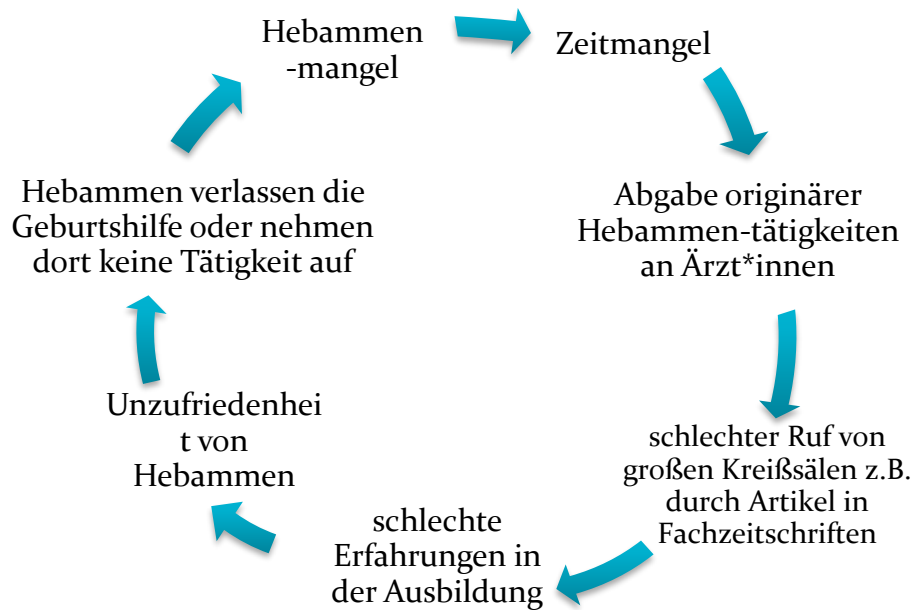 Hebammen
-mangel
Zeitmangel
Abgabe originärer
Hebammen-tätigkeiten
an Ärzt*innen
schlechter Ruf von
großen Kreißsälen z.B.
durch Artikel in
Fachzeitschriften
schlechte
Erfahrungen in
der Ausbildung
Unzufriedenhei
t von
Hebammen
Hebammen verlassen die
Geburtshilfe oder nehmen
dort keine Tätigkeit auf